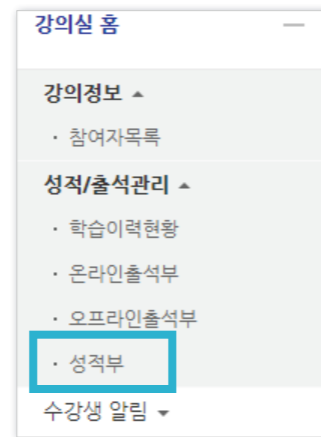 강의실 홈
강의정보 ▲
· 참여자목록
성적/출석관리 ▲
· 학습이력현황
· 온라인출석부
· 오프라인출석부
· 성적부
수강생 알림 ▼